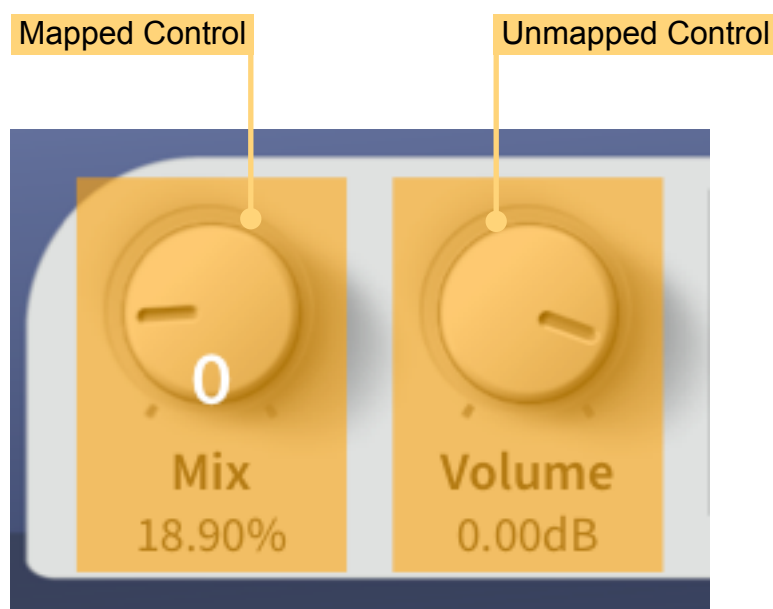 Mapped Control
Unmapped Control
0
Mix
Volume
18.90%
0.00dB